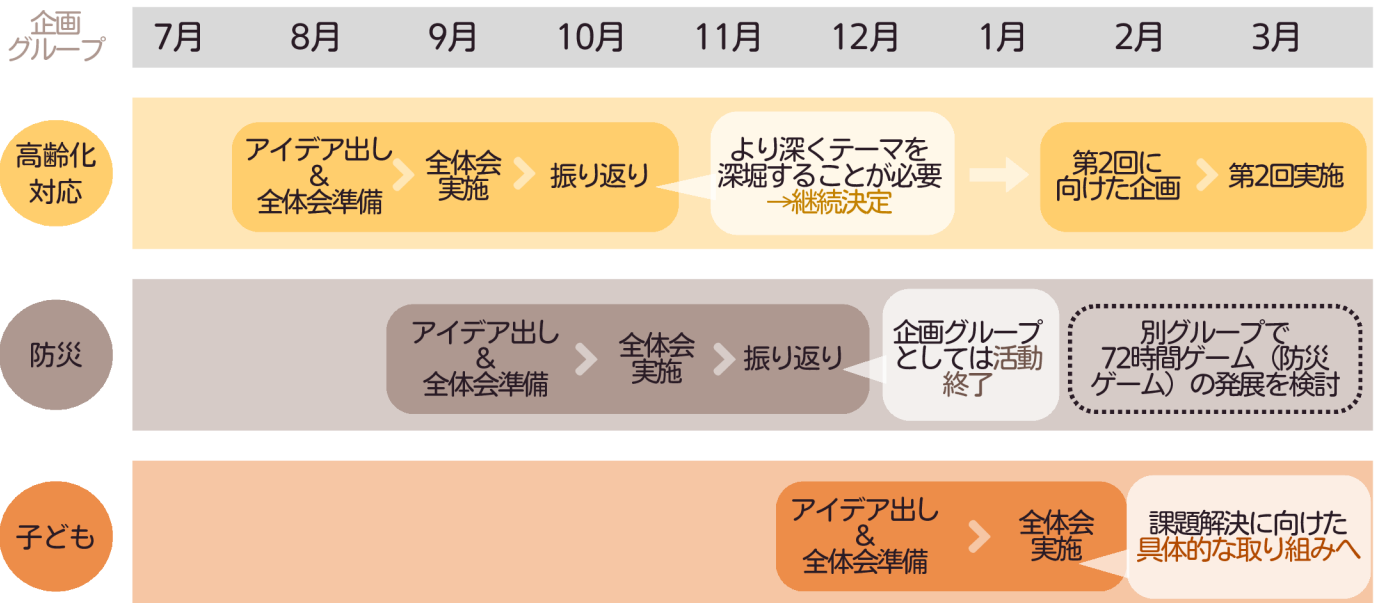 企画
グループ
7月 8月 9月 10月 11月 12月 1月 2月 3月
高齢化
対応
アイデア出し
&
全体会準備
全体会
実施
振り返り
より深くテーマを
深堀することが必要
→継続決定
第2回に
向けた企画
第2回実施
防災
アイデア出し
&
全体会準備
全体会
実施
振り返り
企画グループ
としては活動
終了
別グループで
72時間ゲーム（防災
ゲーム）の発展を検討
子ども
アイデア出し
&
全体会準備
全体会
実施
課題解決に向けた
具体的な取り組みへ